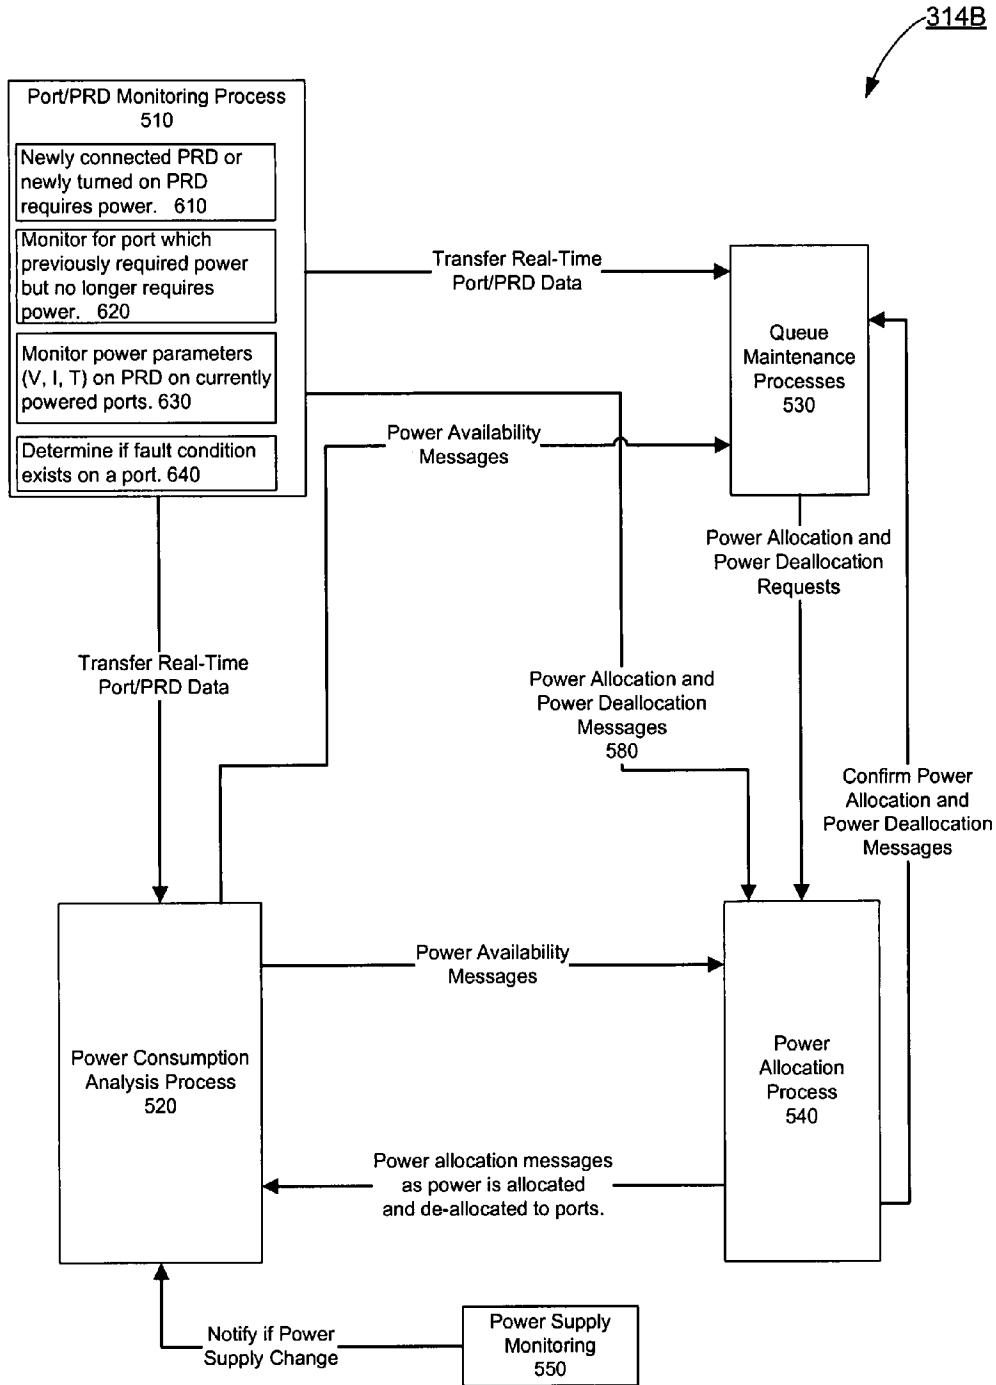 314B
Port/PRD Monitoring Process
510
Newly connected PRD or
newly turned on PRD
requires power. 610
Monitor for port which
previously required power
but no longer requires
power. 620
Monitor power parameters
(V, I, T) on PRD on currently
powered ports. 630
Determine if fault condition
exists on a port. 640
Transfer Real-Time
Port/PRD Data
Queue
Maintenance
Processes
530
Power Availability
Messages
Power Allocation and
Power Deallocation
Requests
Transfer Real-Time
Port/PRD Data
Power Allocation and
Power Deallocation
Messages
580
Confirm Power
Allocation and
Power Deallocation
Messages
Power Availability
Messages
Power Consumption
Analysis Process
520
Power
Allocation
Process
540
Power allocation messages
as power is allocated
and de-allocated to ports.
Notify if Power
Supply Change
Power Supply
Monitoring
550